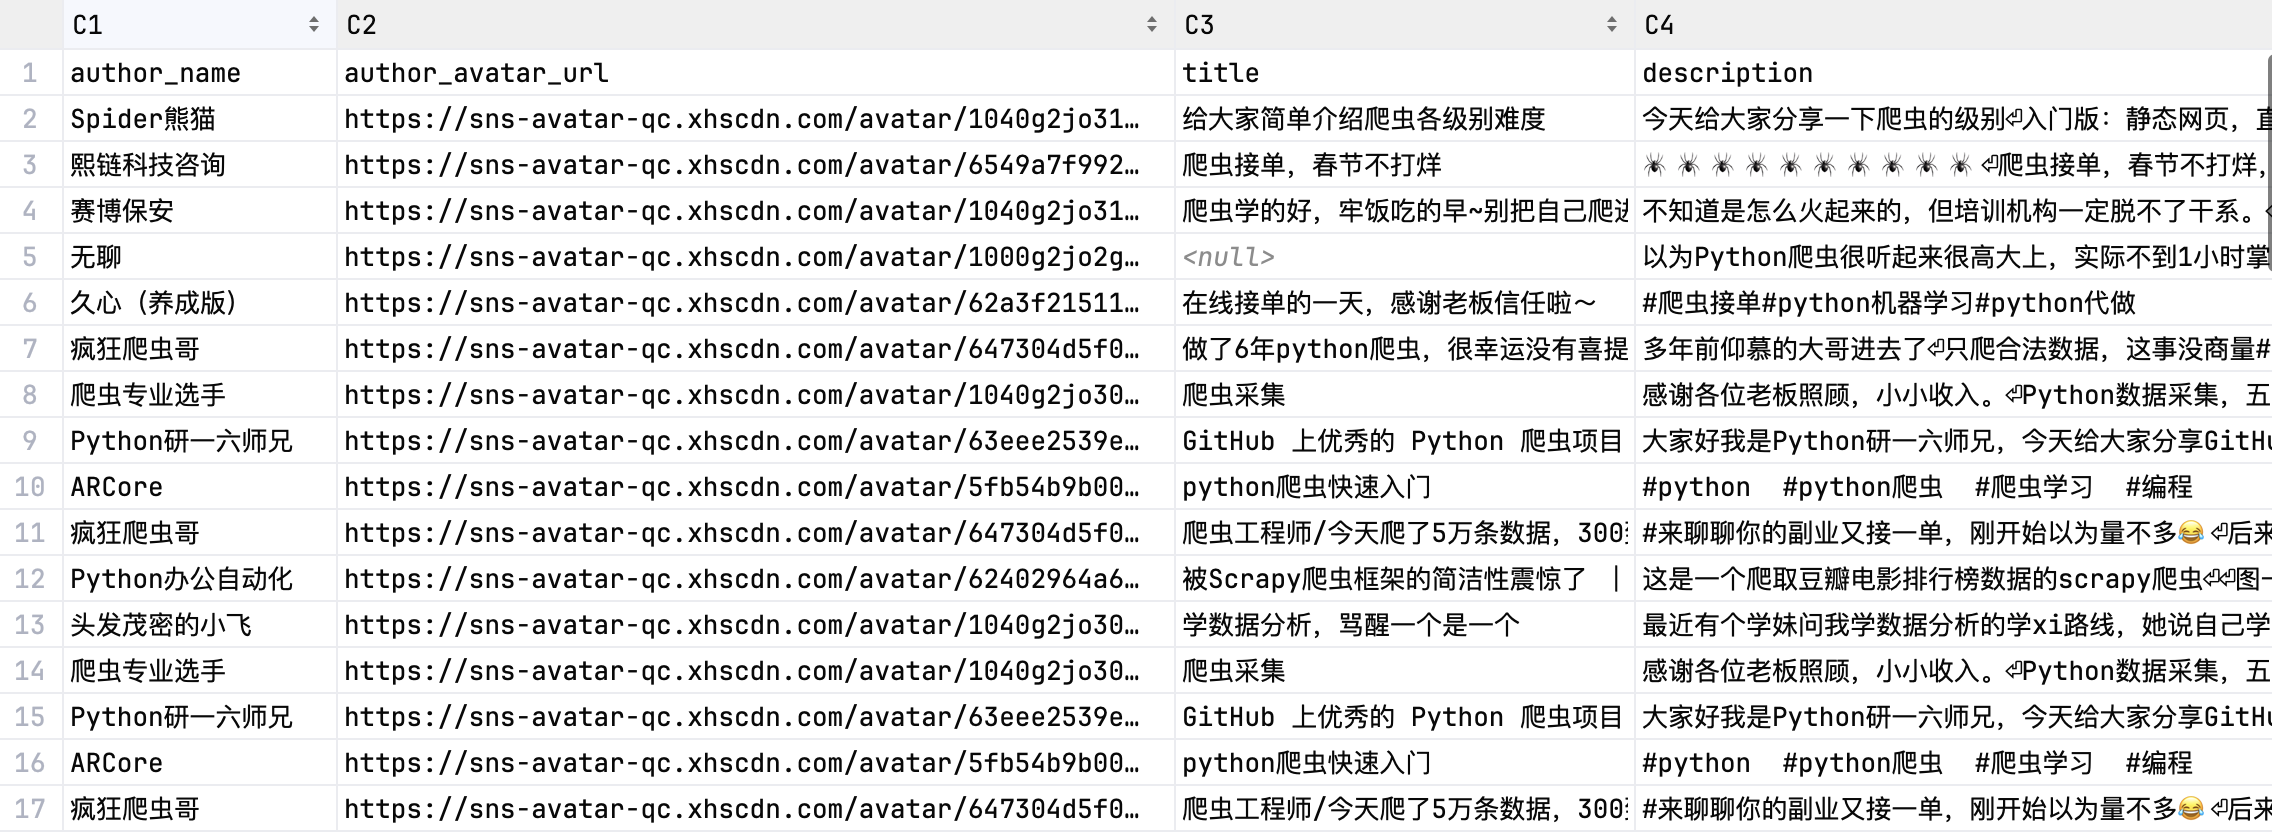 C1 C2 C3 C4
1 author_name author_avatar_url title description
2 Spider熊猫 https://sns-avatar-qc.xhscdn.com/avatar/1040g2jo31… 给大家简单介绍爬虫各级别难度 今天给大家分享一下爬虫的级别⏎入门版：静态网页，直
3 熙链科技咨询 https://sns-avatar-qc.xhscdn.com/avatar/6549a7f992… 爬虫接单，春节不打烊 🕷🕷🕷🕷🕷🕷🕷🕷🕷🕷⏎爬虫接单，春节不打烊，
4 赛博保安 https://sns-avatar-qc.xhscdn.com/avatar/1040g2jo31… 爬虫学的好，牢饭吃的早~别把自己爬进 不知道是怎么火起来的，但培训机构一定脱不了干系。
5 无聊 https://sns-avatar-qc.xhscdn.com/avatar/1000g2jo2g… <null> 以为Python爬虫很听起来很高大上，实际不到1小时掌
6 久心（养成版） https://sns-avatar-qc.xhscdn.com/avatar/62a3f21511… 在线接单的一天，感谢老板信任啦～ #爬虫接单#python机器学习#python代做
7 疯狂爬虫哥 https://sns-avatar-qc.xhscdn.com/avatar/647304d5f0… 做了6年python爬虫，很幸运没有喜提 多年前仰慕的大哥进去了⏎只爬合法数据，这事没商量#
8 爬虫专业选手 https://sns-avatar-qc.xhscdn.com/avatar/1040g2jo30… 爬虫采集 感谢各位老板照顾，小小收入。⏎Python数据采集，五
9 Python研一六师兄 https://sns-avatar-qc.xhscdn.com/avatar/63eee2539e… GitHub 上优秀的 Python 爬虫项目 大家好我是Python研一六师兄，今天给大家分享GitHu
10 ARCore https://sns-avatar-qc.xhscdn.com/avatar/5fb54b9b00… python爬虫快速入门 #python #python爬虫 #爬虫学习 #编程
11 疯狂爬虫哥 https://sns-avatar-qc.xhscdn.com/avatar/647304d5f0… 爬虫工程师/今天爬了5万条数据，300 #来聊聊你的副业又接一单，刚开始以为量不多😂⏎后来
12 Python办公自动化 https://sns-avatar-qc.xhscdn.com/avatar/62402964a6… 被Scrapy爬虫框架的简洁性震惊了 | 这是一个爬取豆瓣电影排行榜数据的scrapy爬虫⏎⏎图一
13 头发茂密的小飞 https://sns-avatar-qc.xhscdn.com/avatar/1040g2jo30… 学数据分析，骂醒一个是一个 最近有个学妹问我学数据分析的学xi路线，她说自己学
14 爬虫专业选手 https://sns-avatar-qc.xhscdn.com/avatar/1040g2jo30… 爬虫采集 感谢各位老板照顾，小小收入。⏎Python数据采集，五
15 Python研一六师兄 https://sns-avatar-qc.xhscdn.com/avatar/63eee2539e… GitHub 上优秀的 Python 爬虫项目 大家好我是Python研一六师兄，今天给大家分享GitHu
16 ARCore https://sns-avatar-qc.xhscdn.com/avatar/5fb54b9b00… python爬虫快速入门 #python #python爬虫 #爬虫学习 #编程
17 疯狂爬虫哥 https://sns-avatar-qc.xhscdn.com/avatar/647304d5f0… 爬虫工程师/今天爬了5万条数据，300 #来聊聊你的副业又接一单，刚开始以为量不多😂⏎后来